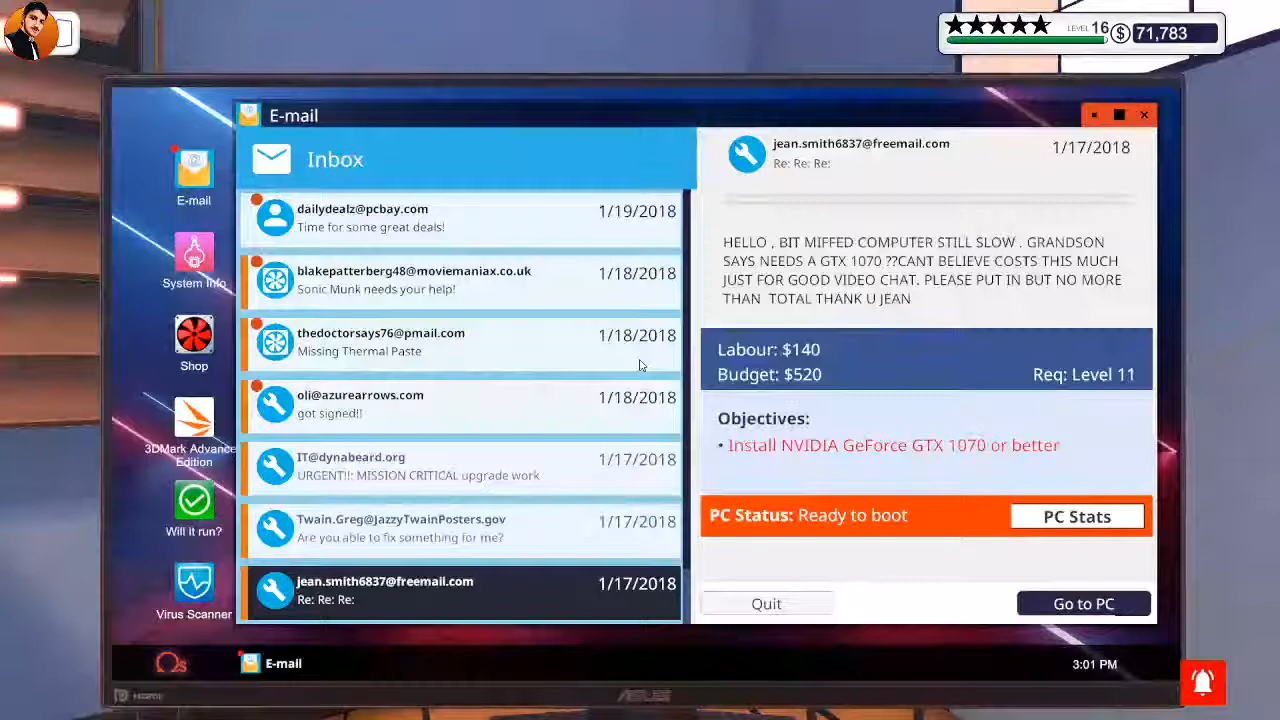 LEVEL 16 $ 71,783
E-mail
Inbox
dailydealz@pcbay.com 1/19/2018
Time for some great deals!
blakepatterberg48@moviemaniax.co.uk 1/18/2018
Sonic Munk needs your help!
thedoctorsays76@pmail.com 1/18/2018
Missing Thermal Paste
oli@azurearrows.com 1/18/2018
got signed!!
IT@dynabeard.org 1/17/2018
URGENT!!: MISSION CRITICAL upgrade work
Twain.Greg@JazzyTwainPosters.gov 1/17/2018
Are you able to fix something for me?
jean.smith6837@freemail.com 1/17/2018
Re: Re: Re:
jean.smith6837@freemail.com 1/17/2018
Re: Re: Re:
HELLO , BIT MIFFED COMPUTER STILL SLOW . GRANDSON
SAYS NEEDS A GTX 1070 ??CANT BELIEVE COSTS THIS MUCH
JUST FOR GOOD VIDEO CHAT. PLEASE PUT IN BUT NO MORE
THAN TOTAL THANK U JEAN
Labour: $140
Budget: $520 Req: Level 11
Objectives:
• Install NVIDIA GeForce GTX 1070 or better
PC Status: Ready to boot PC Stats
Quit Go to PC
E-mail
System Info
Shop
3DMark Advance
Edition
Will it run?
Virus Scanner
E-mail
3:01 PM
ASUS